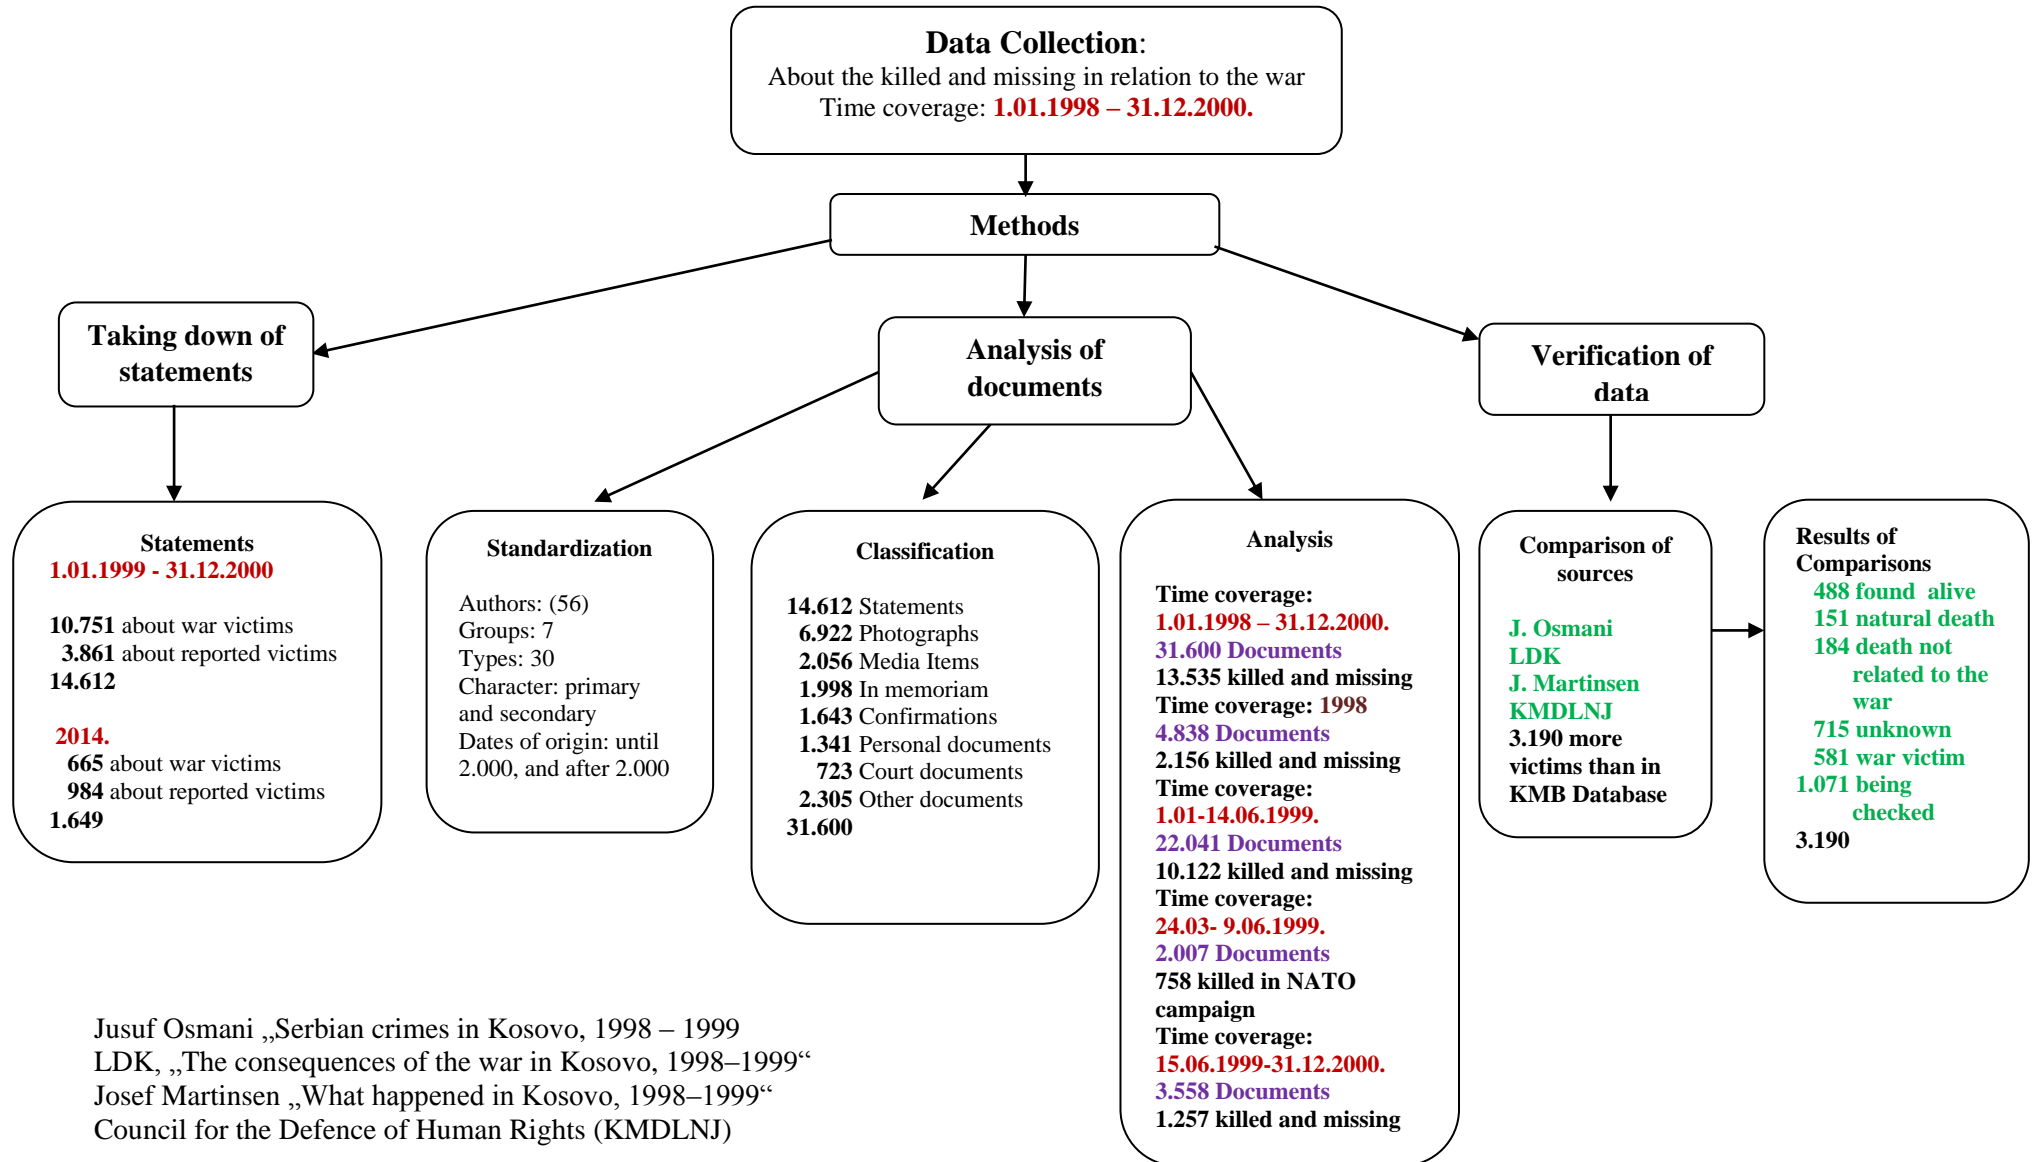 Data Collection:
About the killed and missing in relation to the war
Time coverage: 1.01.1998 – 31.12.2000.
Methods
Taking down of
statements
Analysis of
documents
Verification of
data
Statements
1.01.1999 - 31.12.2000
10.751 about war victims
3.861 about reported victims
14.612
2014.
665 about war victims
984 about reported victims
1.649
Standardization
Authors: (56)
Groups: 7
Types: 30
Character: primary
and secondary
Dates of origin: until
2.000, and after 2.000
Classification
14.612 Statements
6.922 Photographs
2.056 Media Items
1.998 In memoriam
1.643 Confirmations
1.341 Personal documents
723 Court documents
2.305 Other documents
31.600
Analysis
Time coverage:
1.01.1998 – 31.12.2000.
31.600 Documents
13.535 killed and missing
Time coverage: 1998
4.838 Documents
2.156 killed and missing
Time coverage:
1.01-14.06.1999.
22.041 Documents
10.122 killed and missing
Time coverage:
24.03- 9.06.1999.
2.007 Documents
758 killed in NATO
campaign
Time coverage:
15.06.1999-31.12.2000.
3.558 Documents
1.257 killed and missing
Comparison of
sources
J. Osmani
LDK
J. Martinsen
KMDLNJ
3.190 more
victims than in
KMB Database
Results of
Comparisons
488 found alive
151 natural death
184 death not
related to the
war
715 unknown
581 war victim
1.071 being
checked
3.190
Jusuf Osmani „Serbian crimes in Kosovo, 1998 – 1999
LDK, „The consequences of the war in Kosovo, 1998–1999“
Josef Martinsen „What happened in Kosovo, 1998–1999“
Council for the Defence of Human Rights (KMDLNJ)